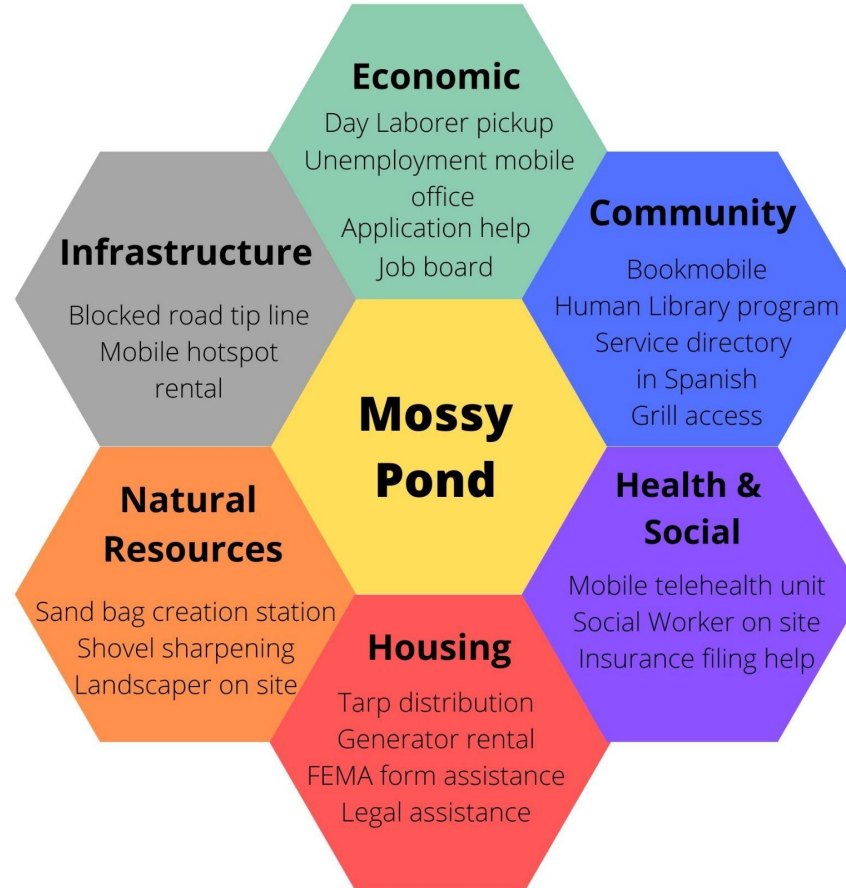 Economic
Day Laborer pickup
Unemployment mobile
office
Application help
Job board
Community
Bookmobile
Human Library program
Service directory
in Spanish
Grill access
Infrastructure
Blocked road tip line
Mobile hotspot
rental
Mossy
Pond
Natural
Resources
Sand bag creation station
Shovel sharpening
Landscaper on site
Health &
Social
Mobile telehealth unit
Social Worker on site
Insurance filing help
Housing
Tarp distribution
Generator rental
FEMA form assistance
Legal assistance